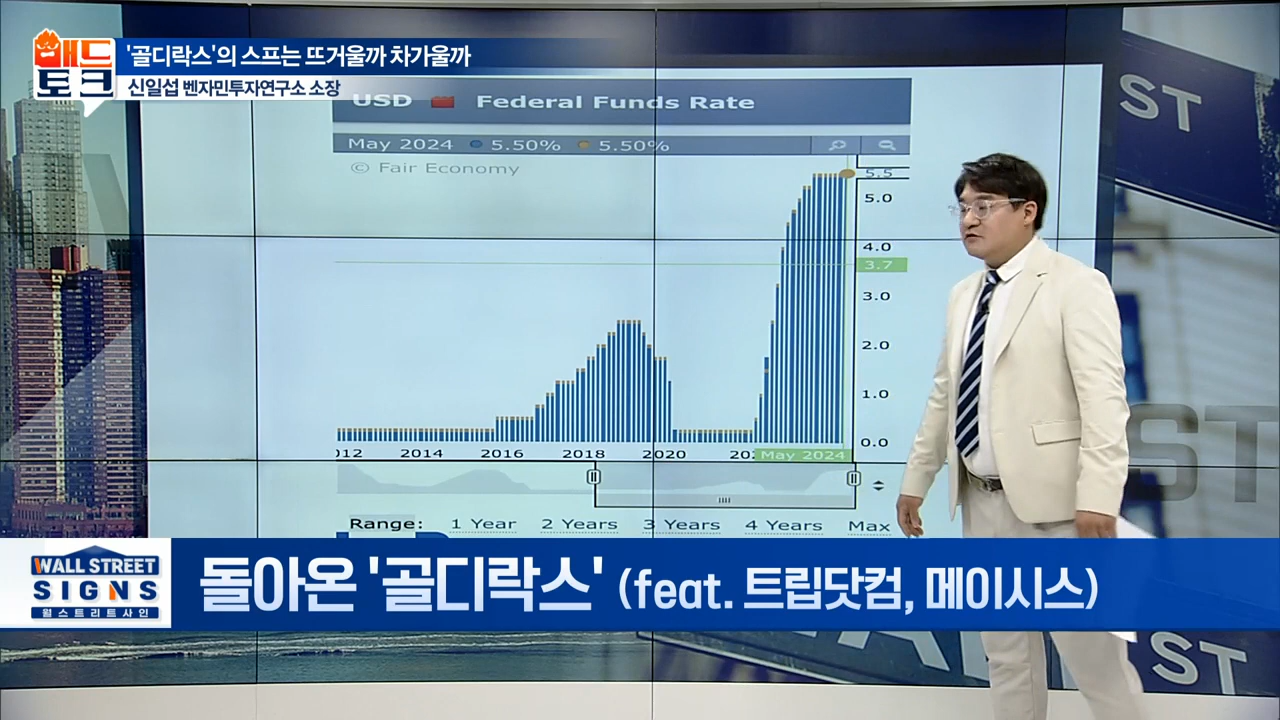 매드
토크
'골디락스'의 스프는 뜨거울까 차가울까
신일섭 벤자민투자연구소 소장
USD Federal Funds Rate
May 2024 5.50% 5.50%
© Fair Economy
5.5
5.0
4.0
3.7
3.0
2.0
1.0
0.0
012 2014 2016 2018 2020 202 May 2024
Range: 1 Year 2 Years 3 Years 4 Years Max
ST
ST
WALL STREET
SIGNS
월스트리트사인
돌아온 '골디락스' (feat. 트립닷컴, 메이시스)
ST